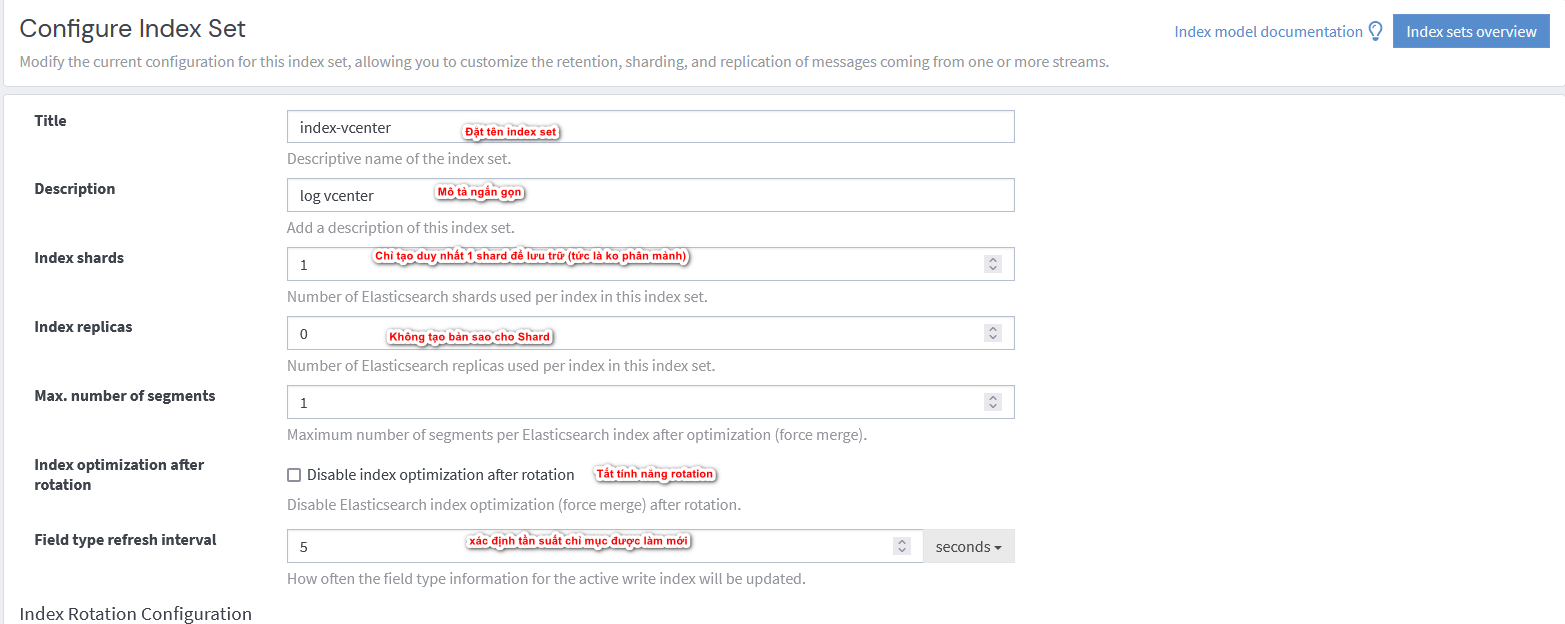 Configure Index Set
Index model documentation
Index sets overview
Modify the current configuration for this index set, allowing you to customize the retention, sharding, and replication of messages coming from one or more streams.
Title
index-vcenter
Đặt tên index set
Descriptive name of the index set.
Description
log vcenter
Mô tả ngắn gọn
Add a description of this index set.
Index shards
1
Chỉ tạo duy nhất 1 shard để lưu trữ (tức là ko phân mảnh)
Number of Elasticsearch shards used per index in this index set.
Index replicas
0
Không tạo bản sao cho Shard
Number of Elasticsearch replicas used per index in this index set.
Max. number of segments
1
Maximum number of segments per Elasticsearch index after optimization (force merge).
Index optimization after
rotation
Disable index optimization after rotation
Tắt tính năng rotation
Disable Elasticsearch index optimization (force merge) after rotation.
Field type refresh interval
5
xác định tần suất chỉ mục được làm mới
seconds
How often the field type information for the active write index will be updated.
Index Rotation Configuration